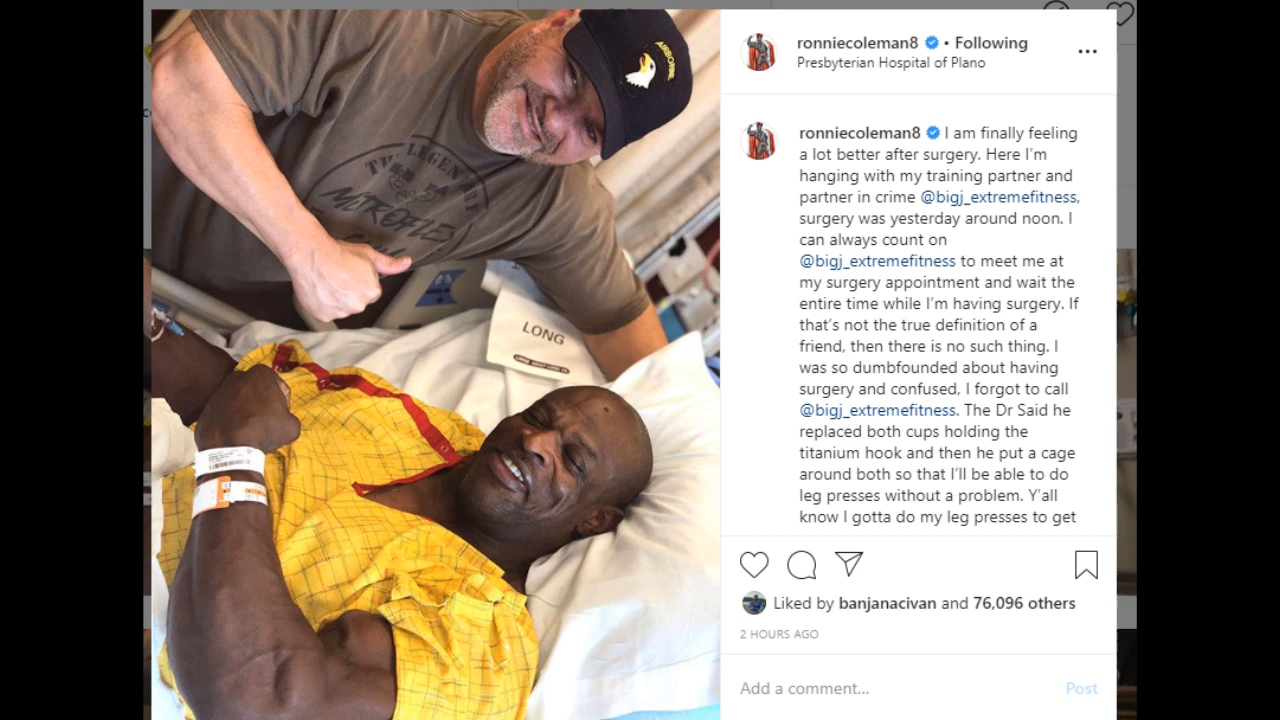 AIRBORNE
THE LEGENDARY
METROFLEX
LONG
ronniecoleman8 • Following
Presbyterian Hospital of Plano
ronniecoleman8 I am finally feeling
a lot better after surgery. Here I’m
hanging with my training partner and
partner in crime @bigj_extremefitness,
surgery was yesterday around noon. I
can always count on
@bigj_extremefitness to meet me at
my surgery appointment and wait the
entire time while I’m having surgery. If
that’s not the true definition of a
friend, then there is no such thing. I
was so dumbfounded about having
surgery and confused, I forgot to call
@bigj_extremefitness. The Dr Said he
replaced both cups holding the
titanium hook and then he put a cage
around both so that I’ll be able to do
leg presses without a problem. Y’all
know I gotta do my leg presses to get
Liked by banjanacivan and 76,096 others
2 HOURS AGO
Add a comment...
Post